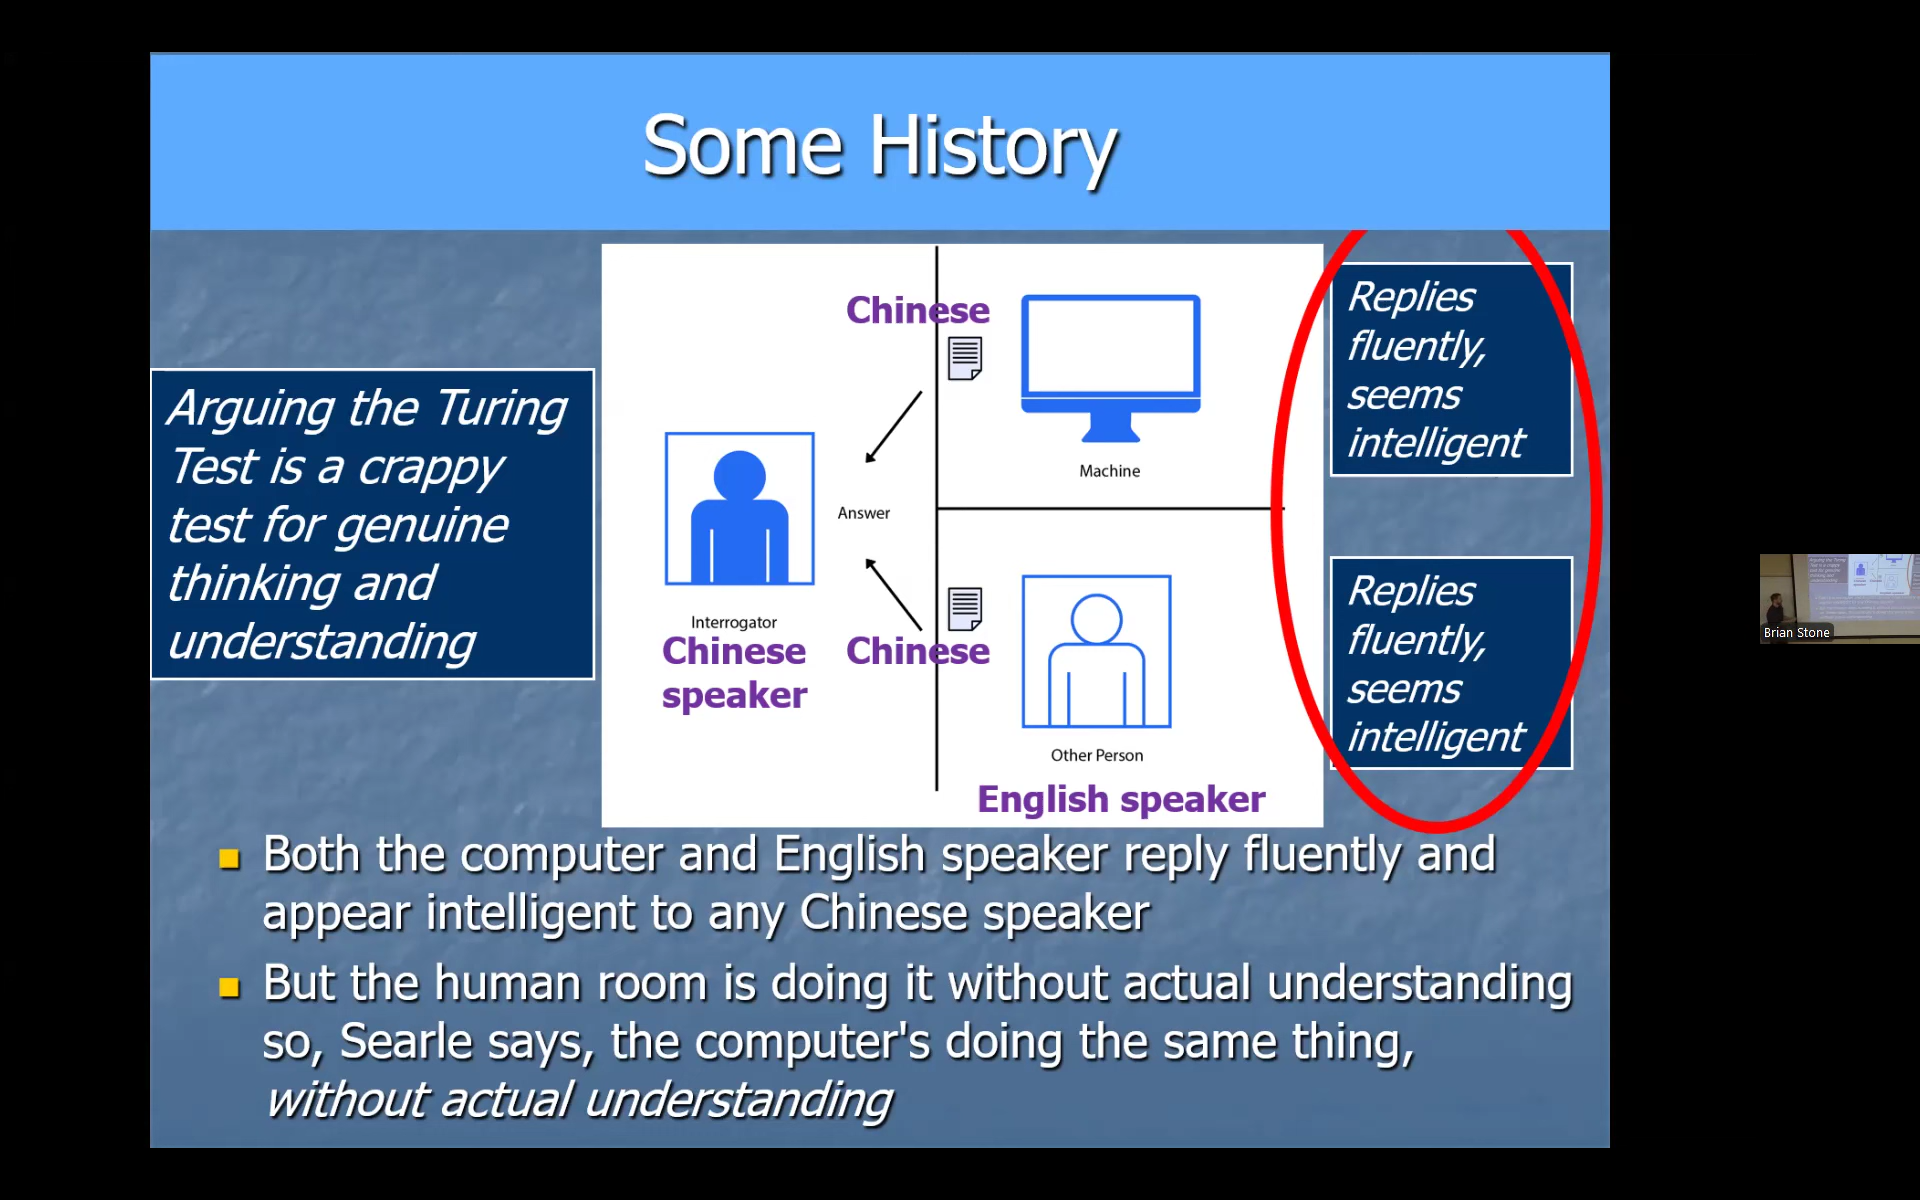 Some History
Arguing the Turing
Test is a crappy
test for genuine
thinking and
understanding
Chinese
Machine
Answer
Interrogator
Chinese
speaker
Chinese
Other Person
English speaker
Replies
fluently,
seems
intelligent
Replies
fluently,
seems
intelligent
Both the computer and English speaker reply fluently and
appear intelligent to any Chinese speaker
But the human room is doing it without actual understanding
so, Searle says, the computer's doing the same thing,
without actual understanding
Brian Stone